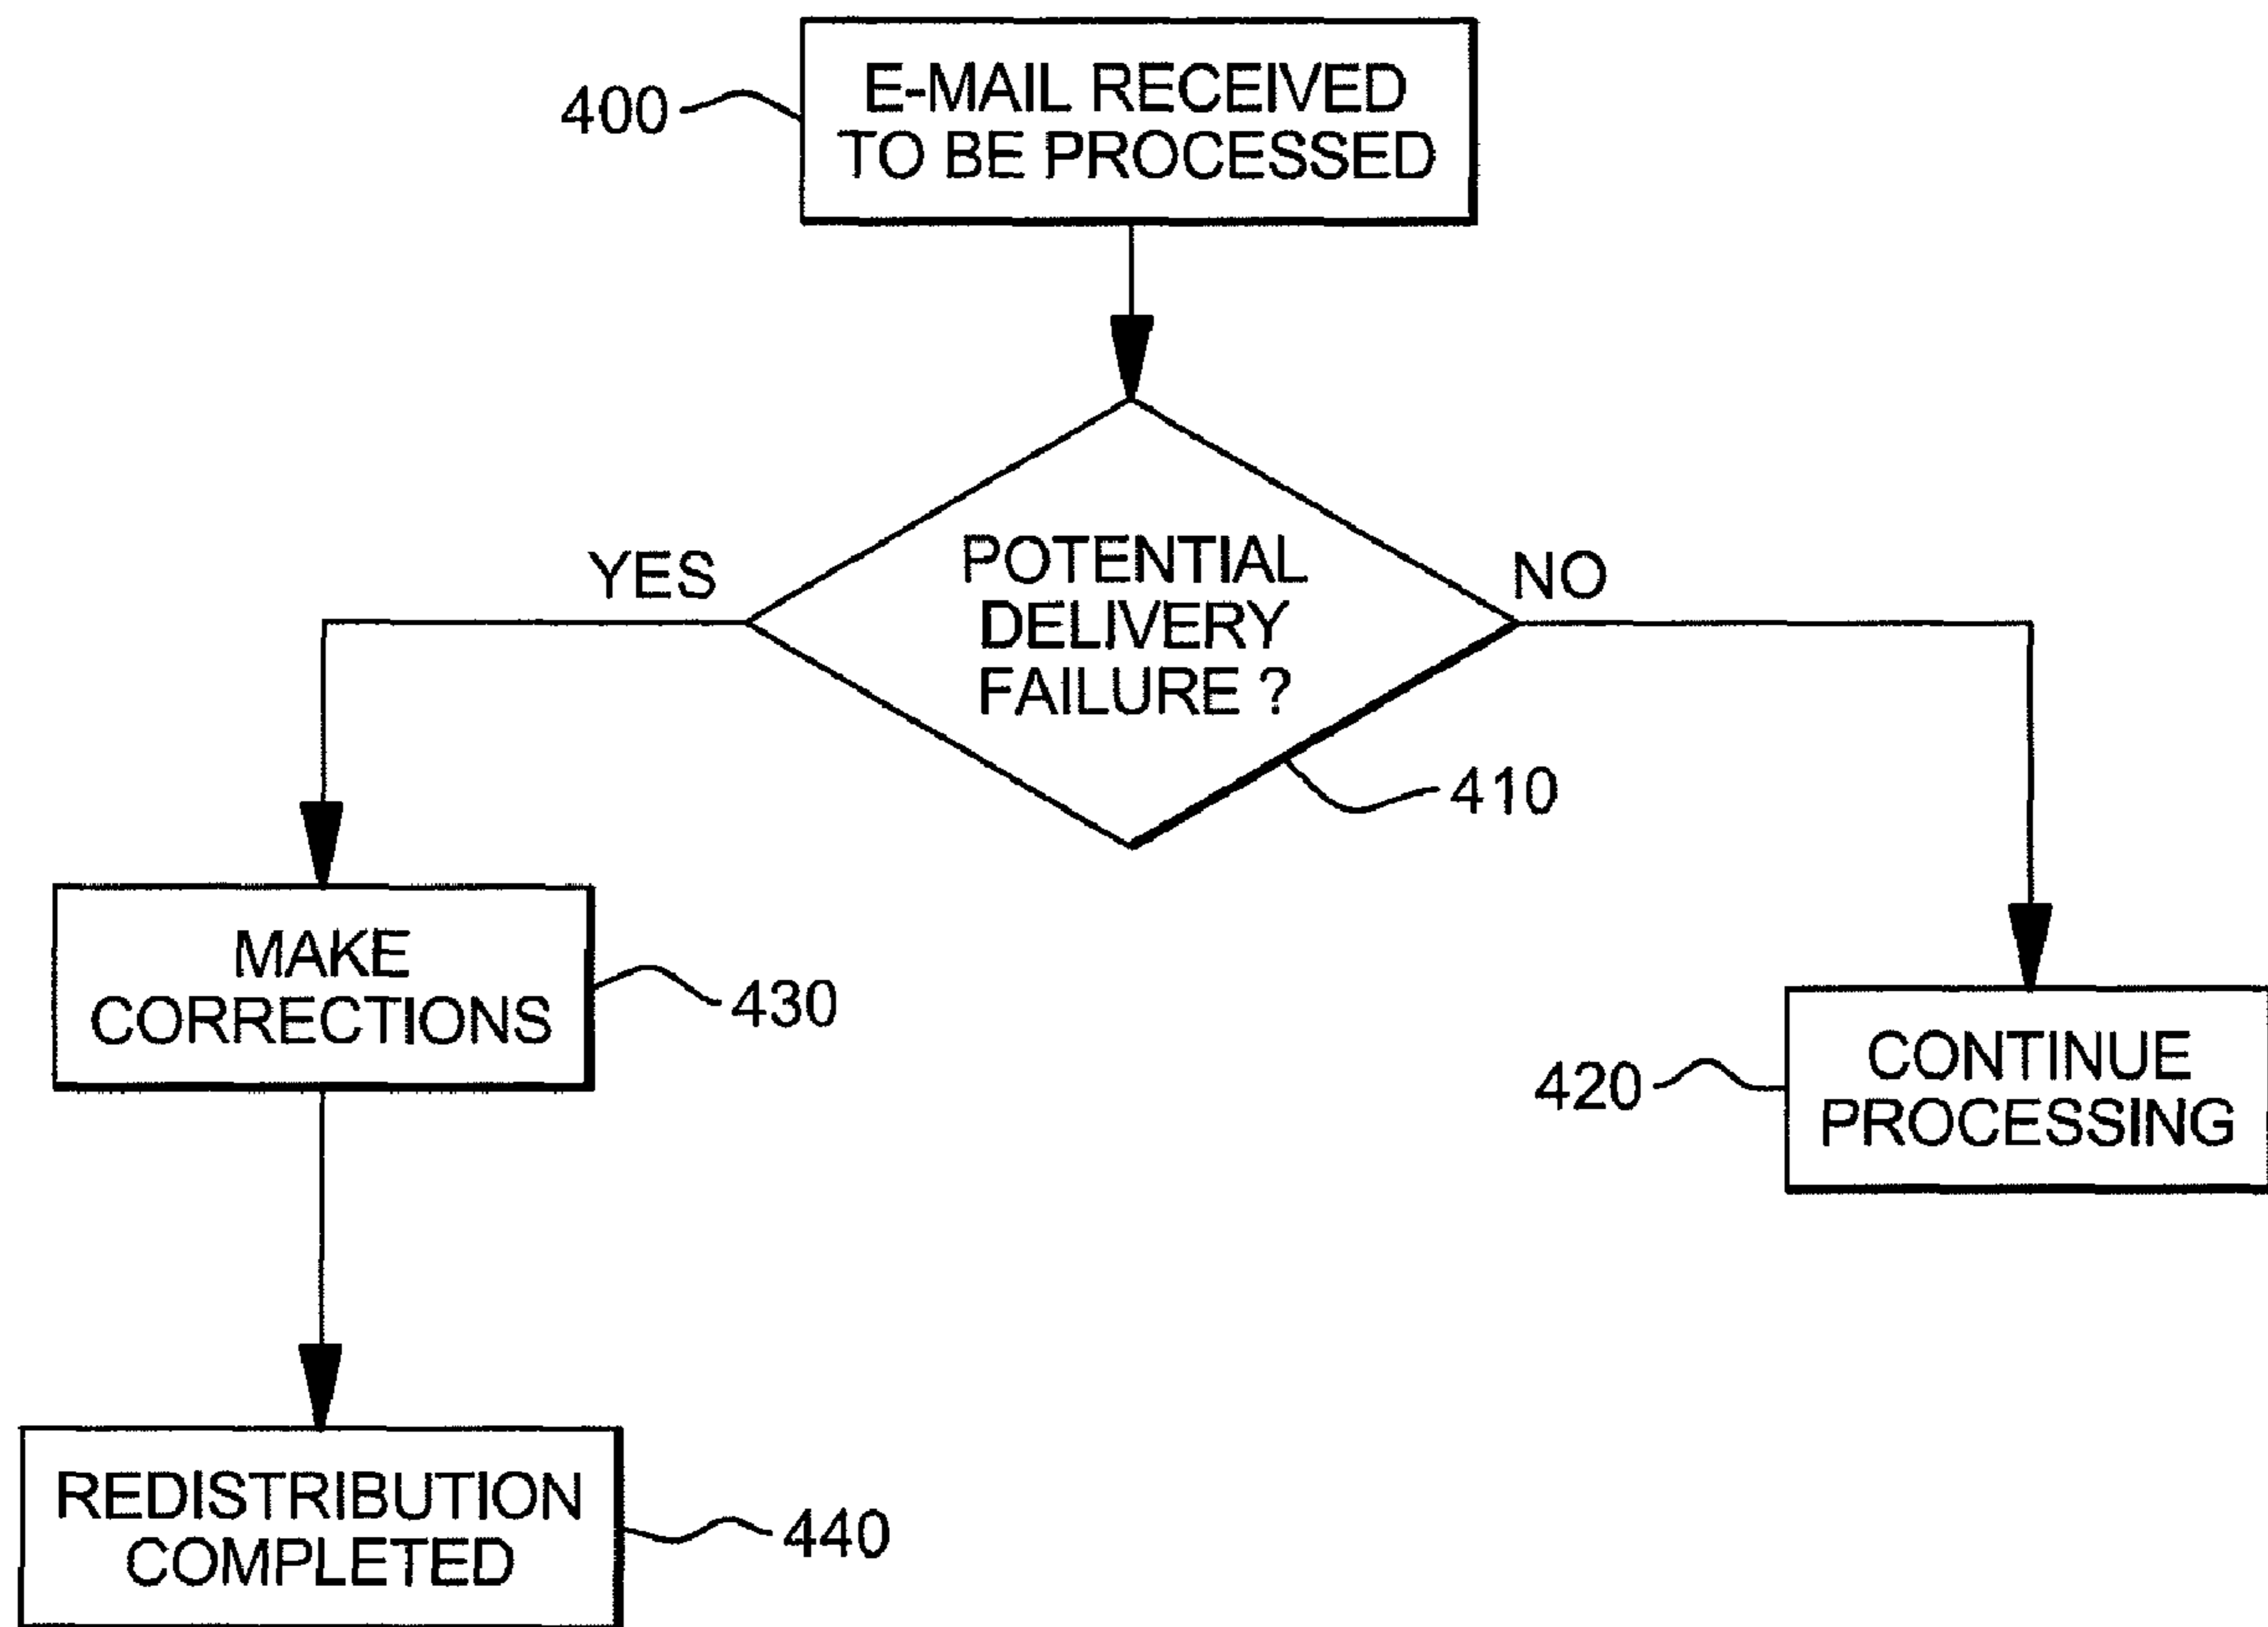 E-MAIL RECEIVED
TO BE PROCESSED
400
POTENTIAL
DELIVERY
FAILURE ?
YES
NO
410
MAKE
CORRECTIONS
430
CONTINUE
PROCESSING
420
REDISTRIBUTION
COMPLETED
440